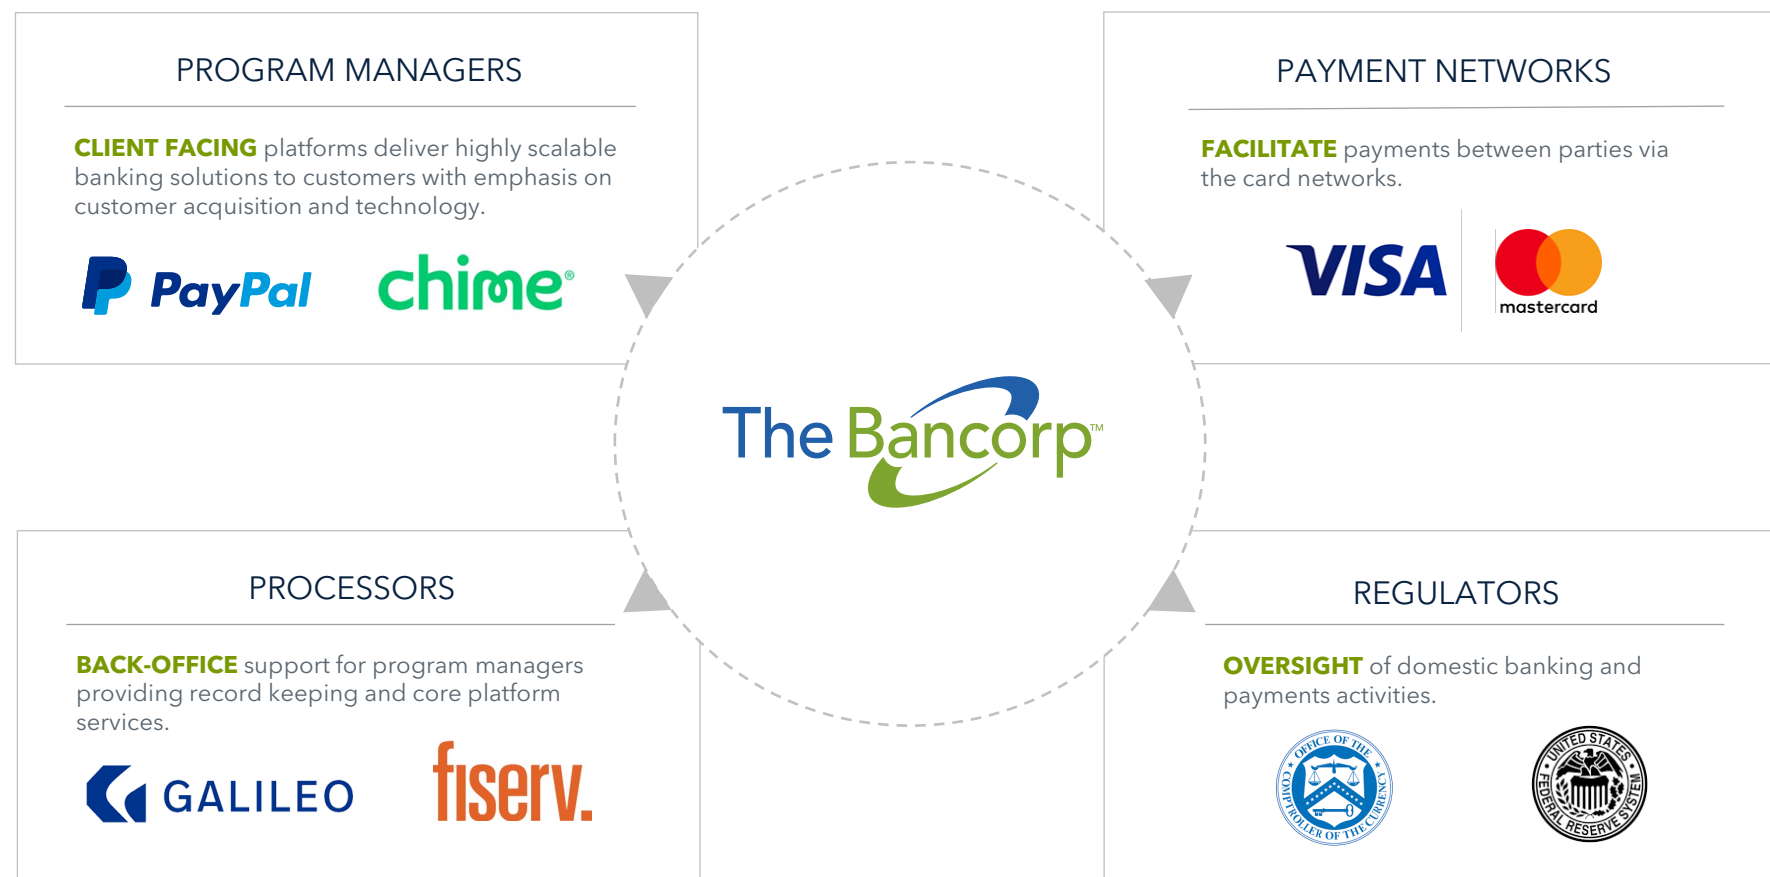 PROGRAM MANAGERS
CLIENT FACING platforms deliver highly scalable
banking solutions to customers with emphasis on
customer acquisition and technology.
PayPal
chime®
PAYMENT NETWORKS
FACILITATE payments between parties via
the card networks.
VISA
mastercard
The Bancorp™
PROCESSORS
BACK-OFFICE support for program managers
providing record keeping and core platform
services.
GALILEO
fiserv.
REGULATORS
OVERSIGHT of domestic banking and
payments activities.
OFFICE OF THE COMPTROLLER OF THE CURRENCY
UNITED STATES FEDERAL RESERVE SYSTEM